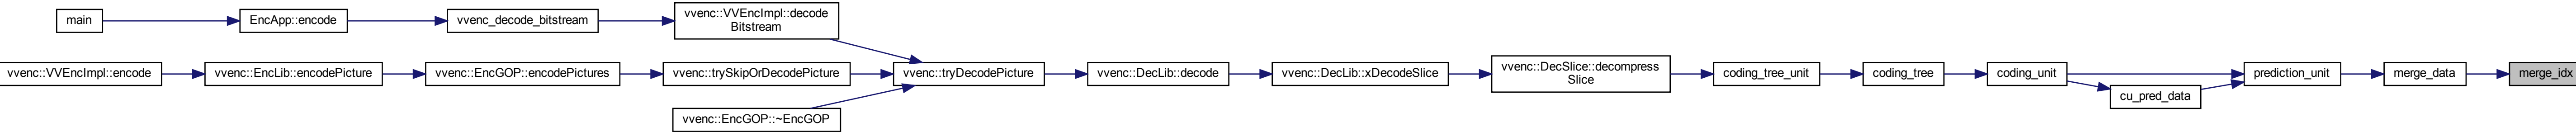 main
EncApp::encode
vvenc_decode_bitstream
vvenc::VVEncImpl::decode
Bitstream
vvenc::VVEncImpl::encode
vvenc::EncLib::encodePicture
vvenc::EncGOP::encodePictures
vvenc::trySkipOrDecodePicture
vvenc::EncGOP::~EncGOP
vvenc::tryDecodePicture
vvenc::DecLib::decode
vvenc::DecLib::xDecodeSlice
vvenc::DecSlice::decompress
Slice
coding_tree_unit
coding_tree
coding_unit
cu_pred_data
prediction_unit
merge_data
merge_idx